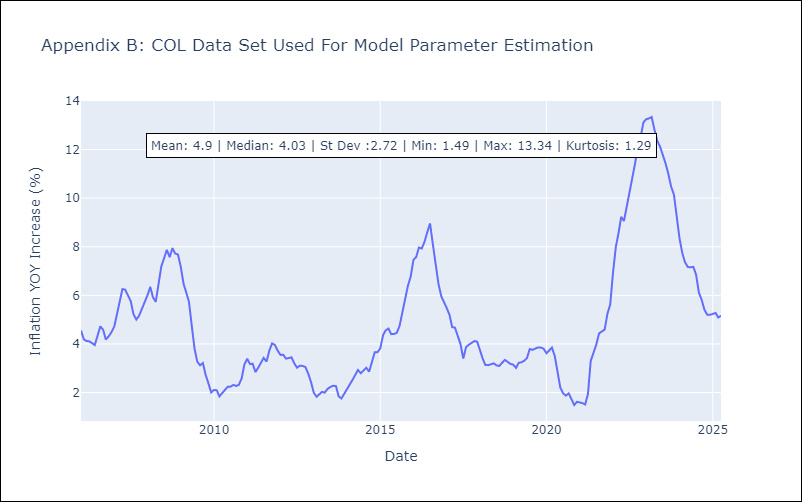 Appendix B: COL Data Set Used For Model Parameter Estimation
14
Mean: 4.9 | Median: 4.03 | St Dev :2.72 | Min: 1.49 | Max: 13.34 | Kurtosis: 1.29
12
10
8
6
4
2
Inflation YOY Increase (%)
2010
2015
2020
2025
Date